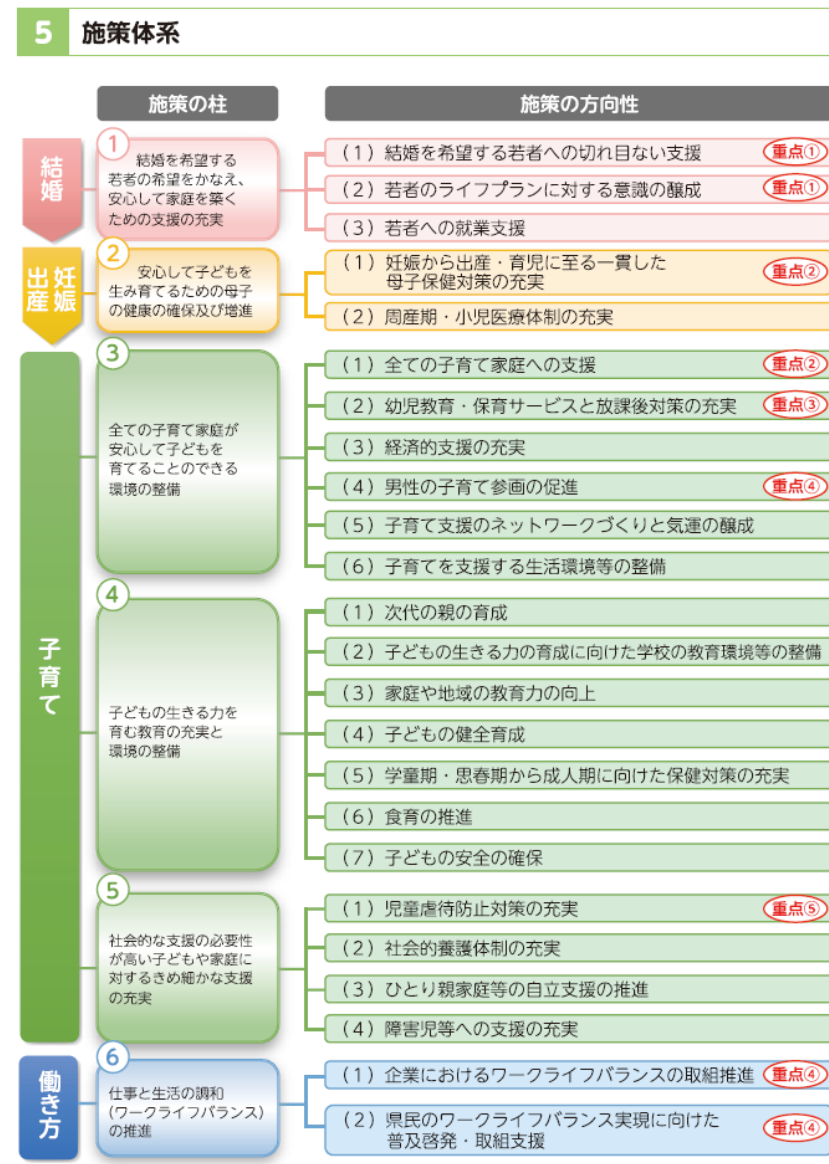 5 施策体系
施策の柱
施策の方向性
結婚
①
結婚を希望する
若者の希望をかなえ、
安心して家庭を築く
ための支援の充実
(1)結婚を希望する若者への切れ目ない支援 重点①
(2)若者のライフプランに対する意識の醸成 重点①
(3)若者への就業支援
妊娠
出産
②
安心して子どもを
生み育てるための母子
の健康の確保及び増進
(1)妊娠から出産・育児に至る一貫した
母子保健対策の充実 重点②
(2)周産期・小児医療体制の充実
子育て
③
全ての子育て家庭が
安心して子どもを
育てることのできる
環境の整備
(1)全ての子育て家庭への支援 重点②
(2)幼児教育・保育サービスと放課後対策の充実 重点③
(3)経済的支援の充実
(4)男性の子育て参画の促進 重点④
(5)子育て支援のネットワークづくりと気運の醸成
(6)子育てを支援する生活環境等の整備
④
子どもの生きる力を
育む教育の充実と
環境の整備
(1)次代の親の育成
(2)子どもの生きる力の育成に向けた学校の教育環境等の整備
(3)家庭や地域の教育力の向上
(4)子どもの健全育成
(5)学童期・思春期から成人期に向けた保健対策の充実
(6)食育の推進
(7)子どもの安全の確保
⑤
社会的な支援の必要性
が高い子どもや家庭に
対するきめ細かな支援
の充実
(1)児童虐待防止対策の充実 重点⑤
(2)社会的養護体制の充実
(3)ひとり親家庭等の自立支援の推進
(4)障害児等への支援の充実
働き方
⑥
仕事と生活の調和
(ワークライフバランス)
の推進
(1)企業におけるワークライフバランスの取組推進 重点④
(2)県民のワークライフバランス実現に向けた
普及啓発・取組支援 重点④